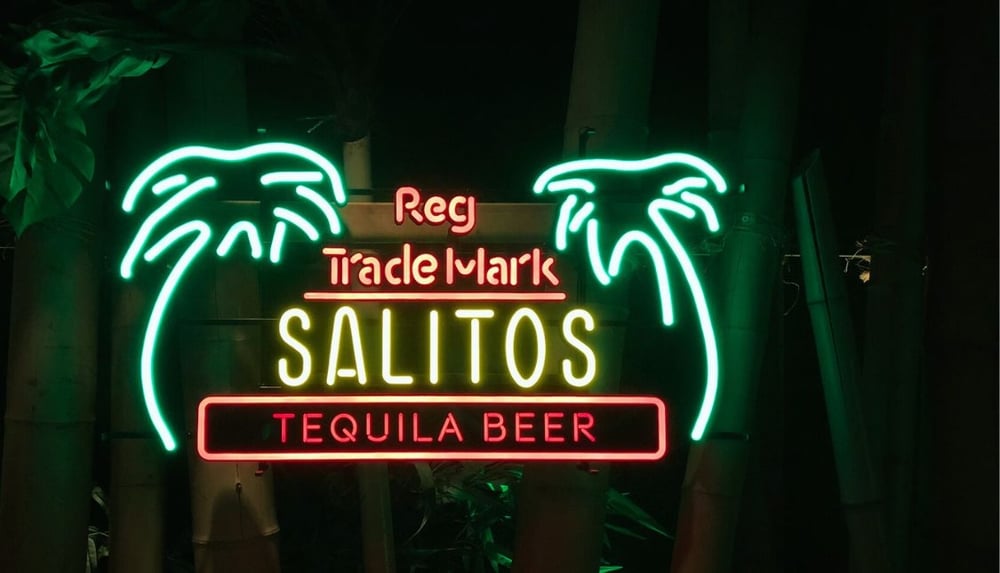 Reg
Trade Mark
SALITOS
TEQUILA BEER